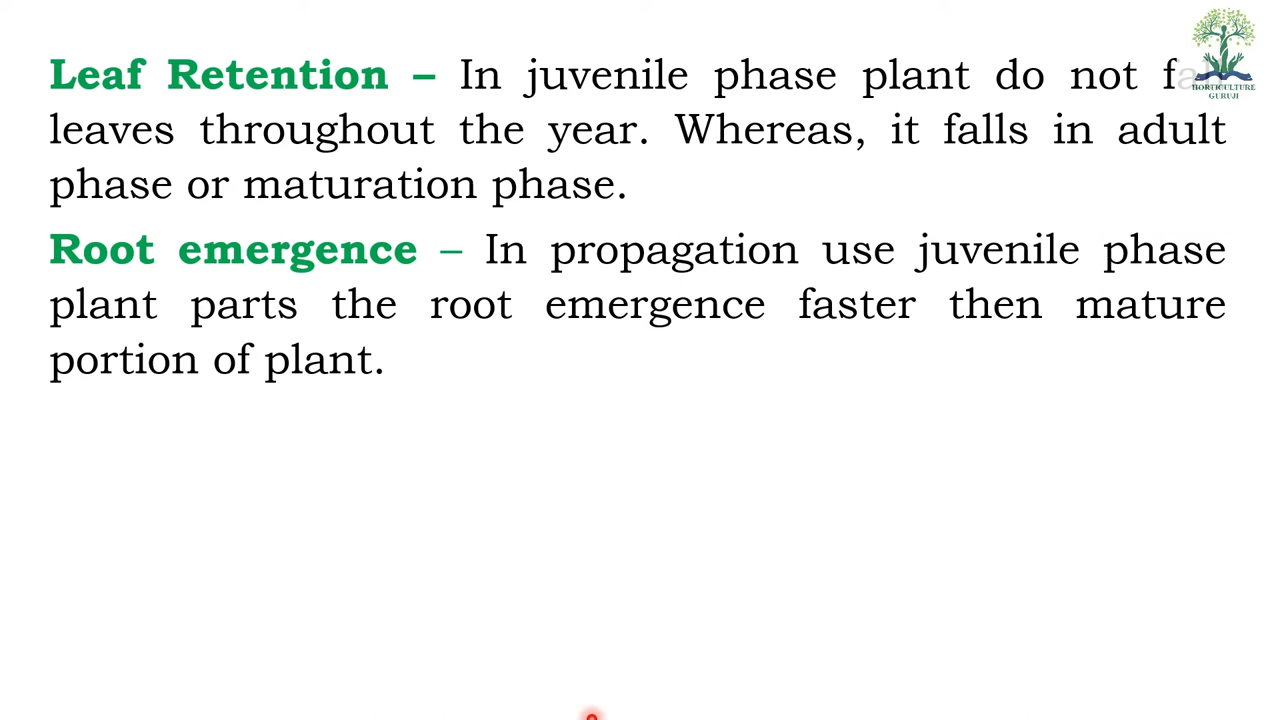 Leaf Retention – In juvenile phase plant do not
leaves throughout the year. Whereas, it falls in adult
phase or maturation phase.
Root emergence – In propagation use juvenile phase
plant parts the root emergence faster then mature
portion of plant.
HORTICULTURE
GURUJI